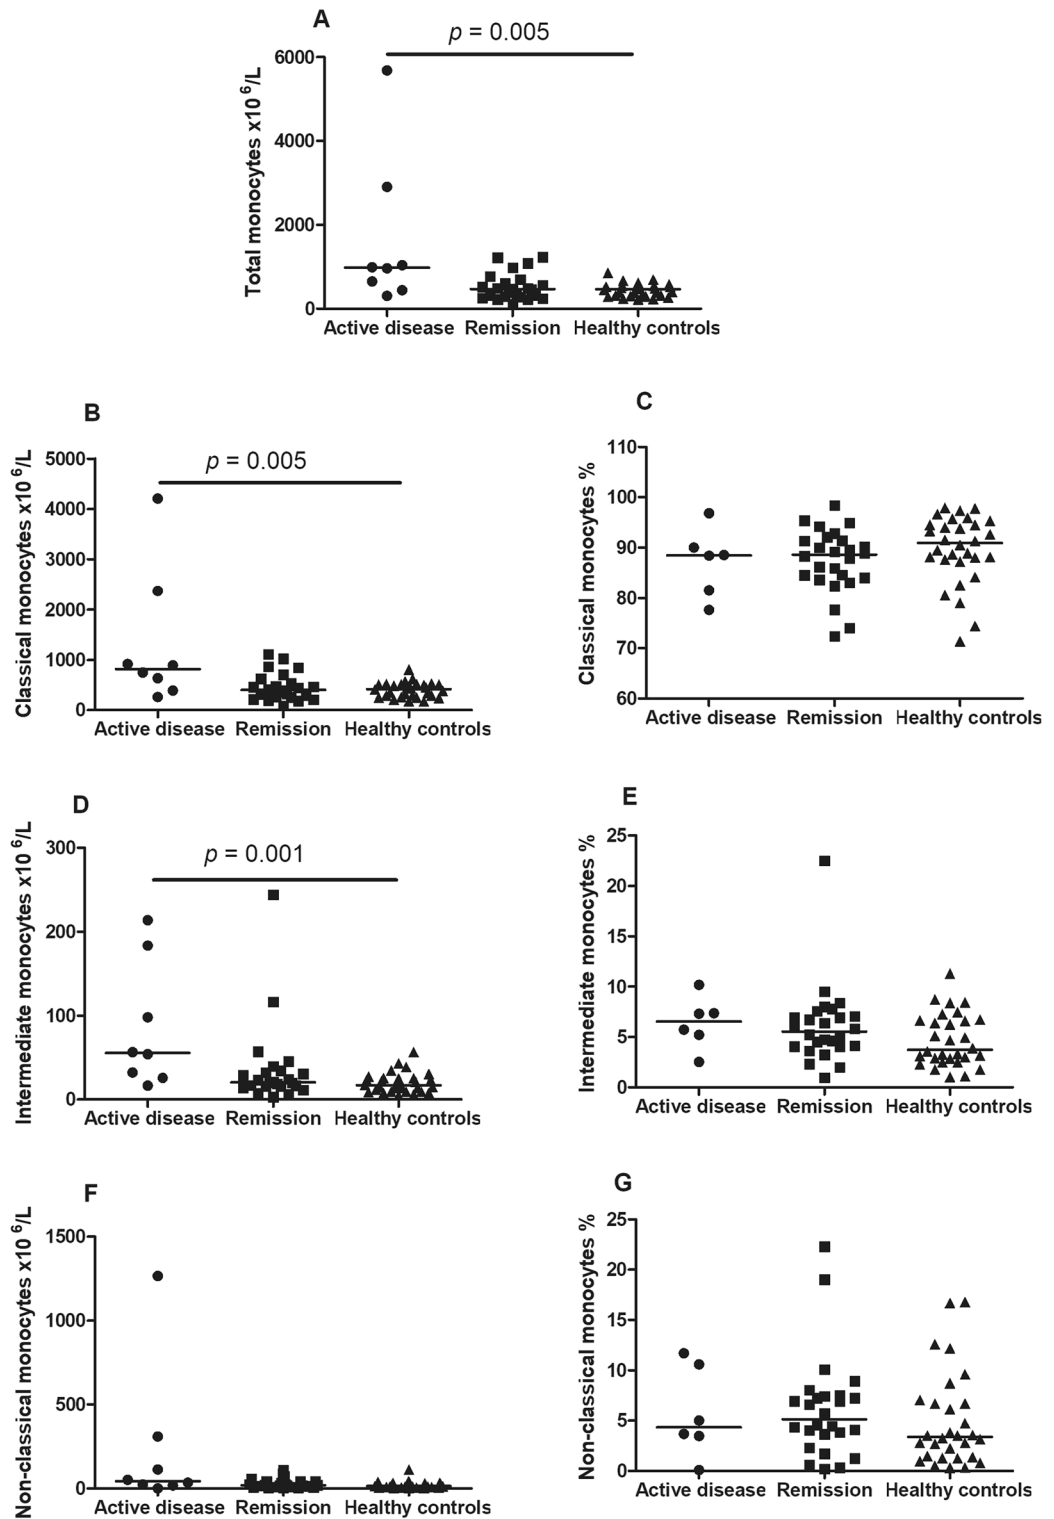 A
p = 0.005
Total monocytes x10 6/L
6000
4000
2000
0
Active disease Remission Healthy controls
B
p = 0.005
Classical monocytes x10 6/L
5000
4000
3000
2000
1000
0
Active disease Remission Healthy controls
C
Classical monocytes %
110
100
90
80
70
60
Active disease Remission Healthy controls
D
p = 0.001
Intermediate monocytes x10 6/L
300
200
100
0
Active disease Remission Healthy controls
E
Intermediate monocytes %
25
20
15
10
5
0
Active disease Remission Healthy controls
F
Non-classical monocytes x10 6/L
1500
1000
500
0
Active disease Remission Healthy controls
G
Non-classical monocytes %
25
20
15
10
5
0
Active disease Remission Healthy controls